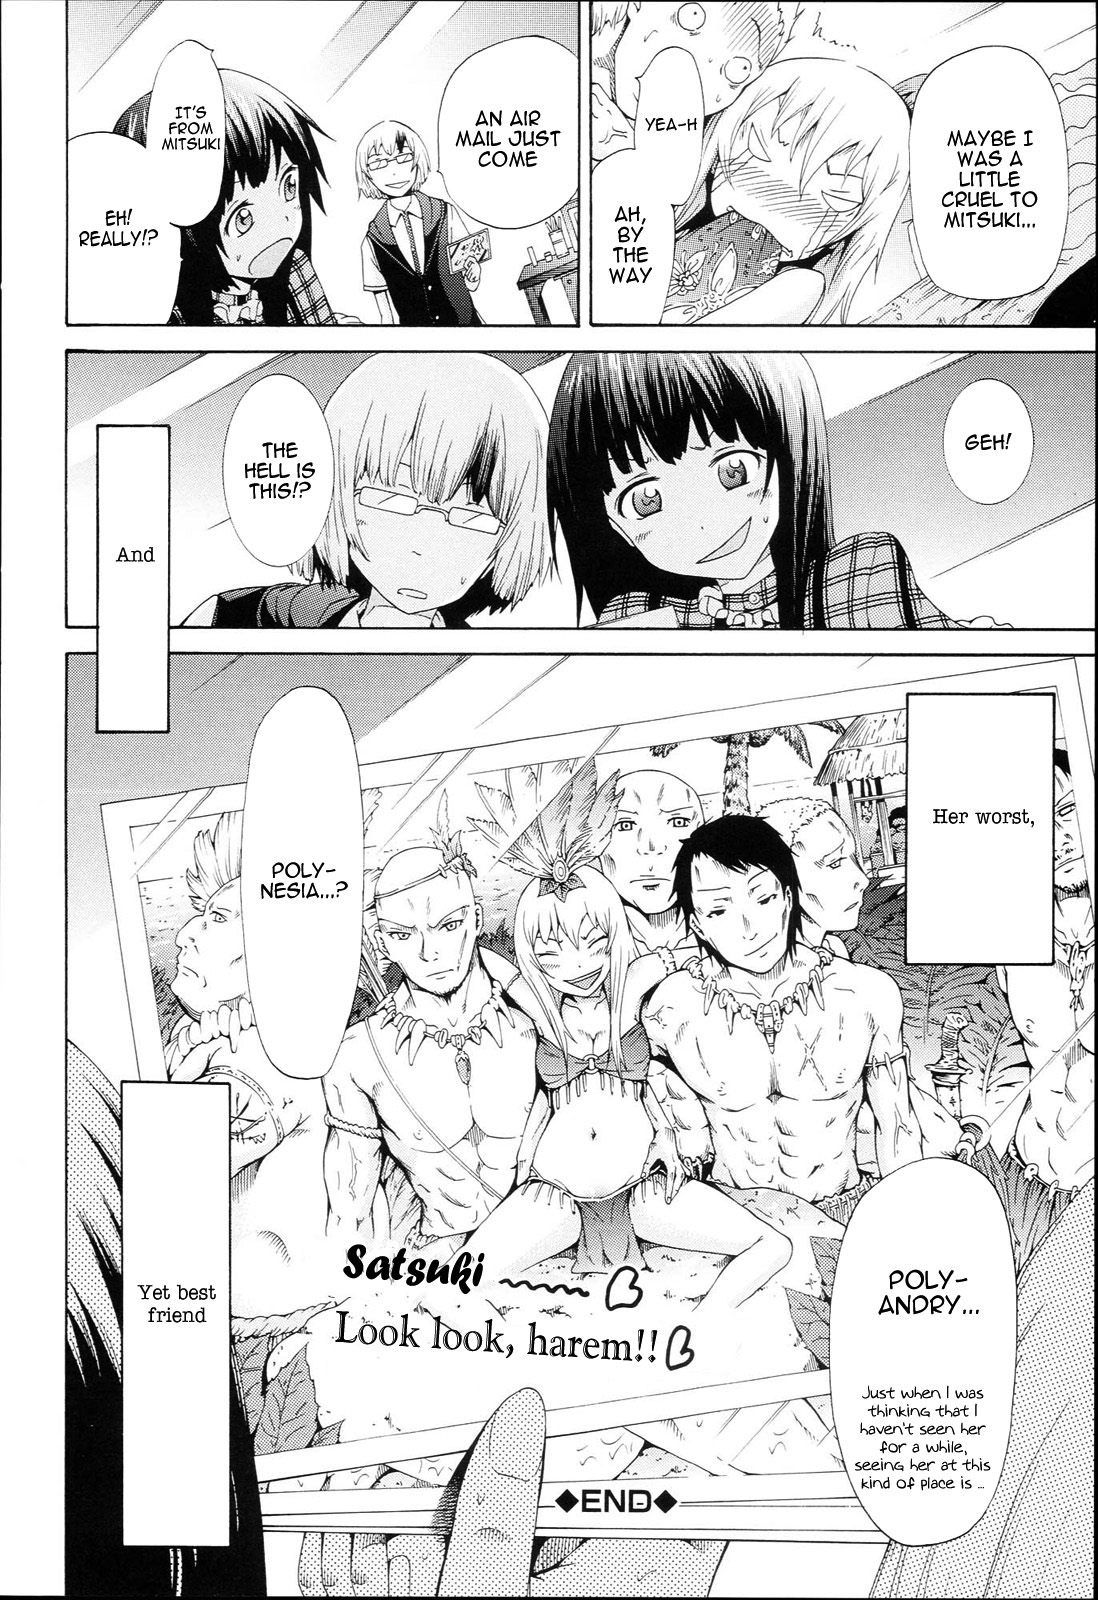 MAYBE I
WAS A
LITTLE
CRUEL TO
MITSUKI...
YEA-H
AH,
BY
THE
WAY
AN AIR
MAIL JUST
COME
IT'S
FROM
MITSUKI
EH!
REALLY!?
GEH!
THE
HELL IS
THIS!?
And
Her worst,
POLY-
NESIA...?
Satsuki
Look look, harem!!
POLY-
ANDRY...
Just when I was
thinking that I
haven't seen her
for a while,
seeing her at this
kind of place is ...
Yet best
friend
◆END◆